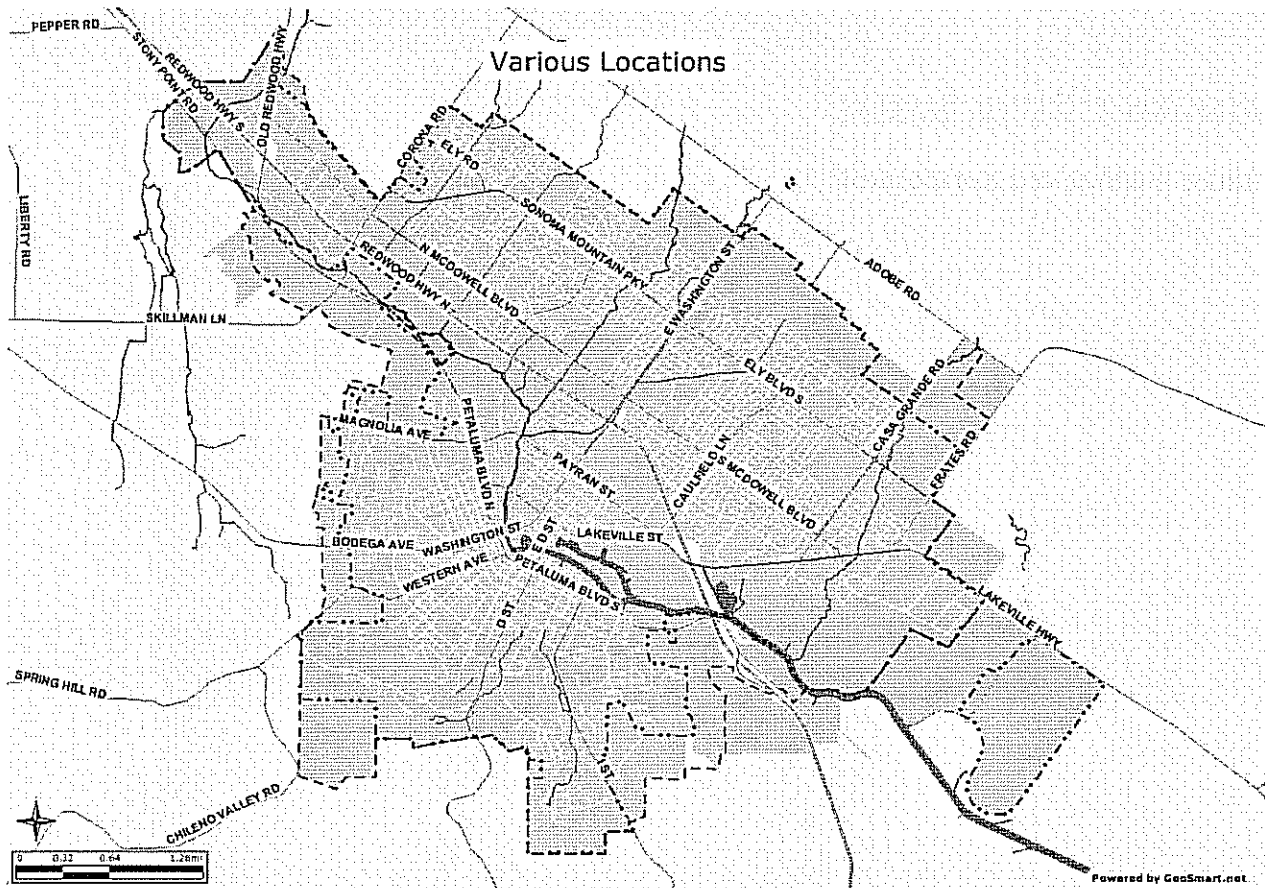 PEPPER RD
REDWOOD HWY S
STONY POINT RD
OLD REDWOOD HWY
Various Locations
CORONA RD
ELY RD
LIBERTY RD
SONOMA MOUNTAIN PKY
N MCDOWELL BLVD
REDWOOD HWY N
E WASHINGTON ST
ADOBE RD
SKILLMAN LN
ELY BLVD S
CASA GRANDE RD
MAGNOLIA AVE
PETALUMA BLVD N
PAYRAN ST
CAULFIELD LN
S MCDOWELL BLVD
FRATES RD
BODEGA AVE
WASHINGTON ST
E D ST
LAKEVILLE ST
WESTERN AVE
PETALUMA BLVD S
D ST
LAKEVILLE HWY
SPRING HILL RD
I ST
CHILENO VALLEY RD
0 0.32 0.64 1.28mi
Powered by GeoSmart.net